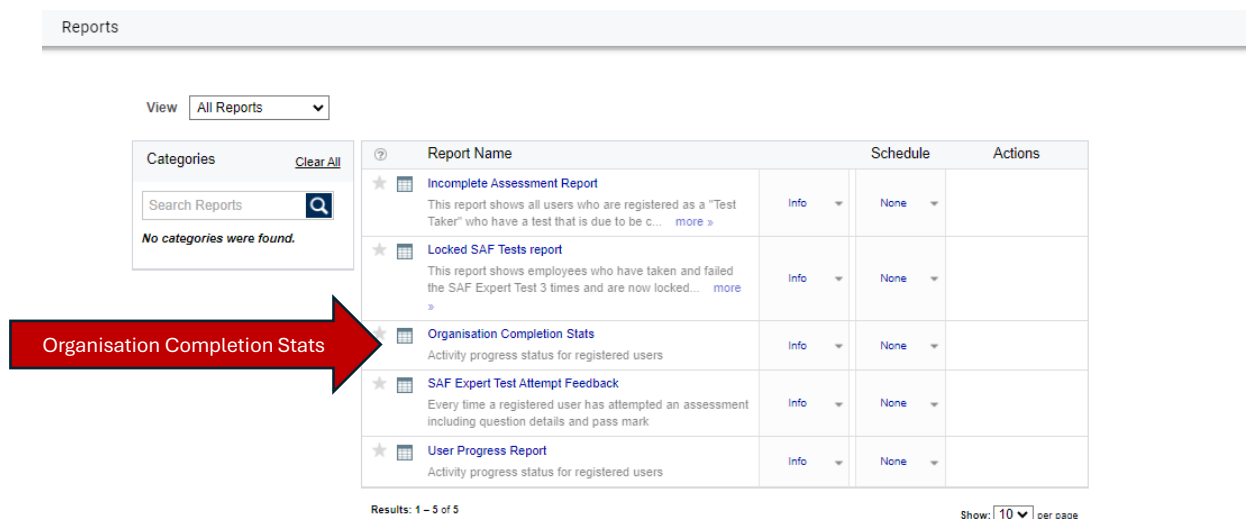 Reports
View All Reports
Categories Clear All
Search Reports
No categories were found.
Report Name Schedule Actions
Incomplete Assessment Report
This report shows all users who are registered as a "Test
Taker" who have a test that is due to be c... more »
Info None
Locked SAF Tests report
This report shows employees who have taken and failed
the SAF Expert Test 3 times and are now locked... more
»
Info None
Organisation Completion Stats
Organisation Completion Stats
Activity progress status for registered users
Info None
SAF Expert Test Attempt Feedback
Every time a registered user has attempted an assessment
including question details and pass mark
Info None
User Progress Report
Activity progress status for registered users
Info None
Results: 1 – 5 of 5
Show: 10 per page